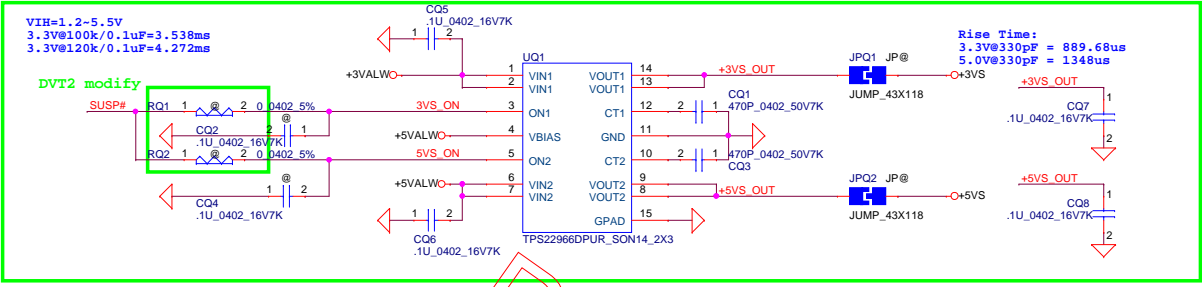 VIH=1.2~5.5V
3.3V@100k/0.1uF=3.538ms
3.3V@120k/0.1uF=4.272ms
DVT2 modify
SUSP#
RQ1 1 @ 2 0_0402_5%
3VS_ON
CQ2
.1U_0402_16V7K
2 @ 1
RQ2 1 @ 2 0_0402_5%
5VS_ON
CQ4
.1U_0402_16V7K
1 @ 2
CQ5
.1U_0402_16V7K
1 2
+3VALW
+5VALW
+5VALW
1 2
CQ6
.1U_0402_16V7K
UQ1
1 VIN1 VOUT1 14
2 VIN1 VOUT1 13
3 ON1 CT1 12
4 VBIAS GND 11
5 ON2 CT2 10
6 VIN2 VOUT2 9
7 VIN2 VOUT2 8
GPAD 15
TPS22966DPUR_SON14_2X3
+3VS_OUT
2 1 CQ1
470P_0402_50V7K
2 1 470P_0402_50V7K
CQ3
+5VS_OUT
JPQ1 JP@
JUMP_43X118
+3VS
JPQ2 JP@
JUMP_43X118
+5VS
Rise Time:
3.3V@330pF = 889.68us
5.0V@330pF = 1348us
+3VS_OUT
1
CQ7
.1U_0402_16V7K
2
+5VS_OUT
1
CQ8
.1U_0402_16V7K
2